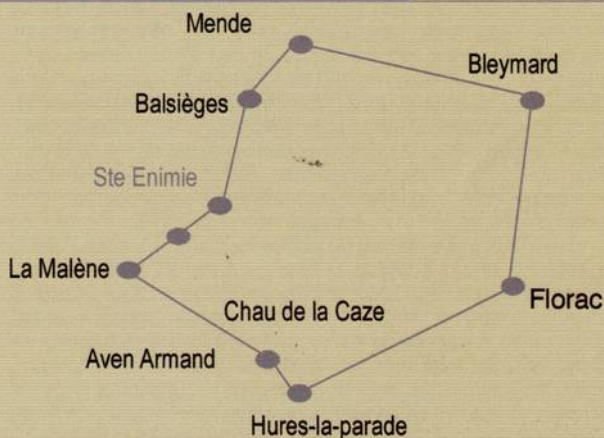 Mende
Bleymard
Balsièges
Ste Enimie
La Malène
Chau de la Caze
Florac
Aven Armand
Hures-la-parade